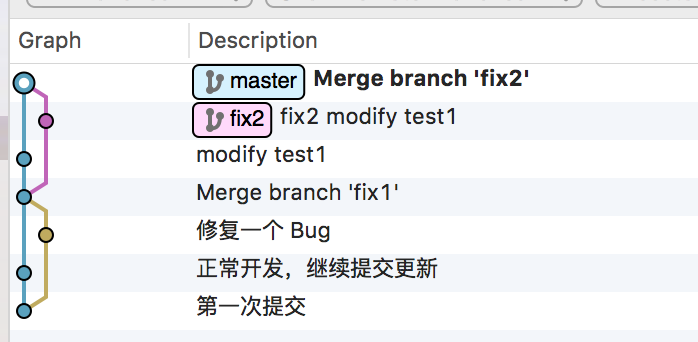 Graph Description
master Merge branch 'fix2'
fix2 fix2 modify test1
modify test1
Merge branch 'fix1'
修复一个 Bug
正常开发，继续提交更新
第一次提交